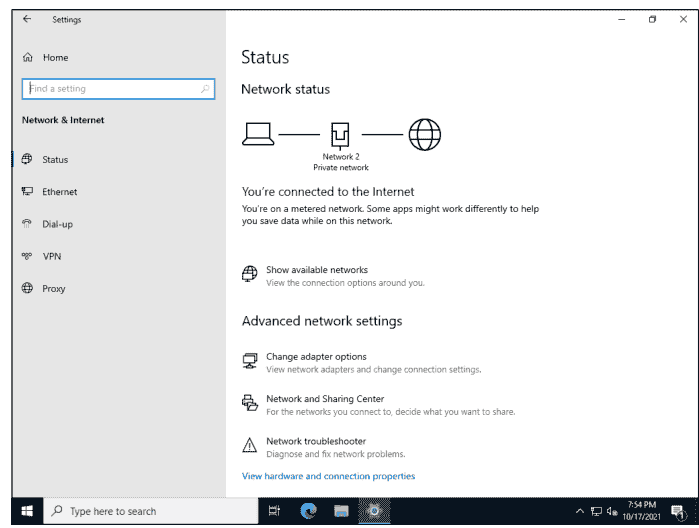 Settings
Home
Find a setting
Network & Internet
Status
Ethernet
Dial-up
VPN
Proxy
Status
Network status
Network 2
Private network
You're connected to the Internet
You're on a metered network. Some apps might work differently to help
you save data while on this network.
Show available networks
View the connection options around you.
Advanced network settings
Change adapter options
View network adapters and change connection settings.
Network and Sharing Center
For the networks you connect to, decide what you want to share.
Network troubleshooter
Diagnose and fix network problems.
View hardware and connection properties
Type here to search
7:54 PM
10/17/2021
1